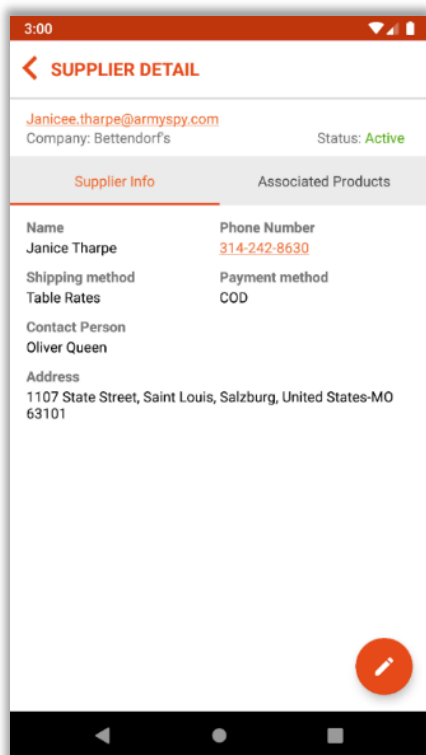 3:00
SUPPLIER DETAIL
Janicee.tharpe@armyspy.com
Company: Bettendorf's
Status: Active
Supplier Info
Associated Products
Name
Phone Number
Janice Tharpe
314-242-8630
Shipping method
Payment method
Table Rates
COD
Contact Person
Oliver Queen
Address
1107 State Street, Saint Louis, Salzburg, United States-MO
63101